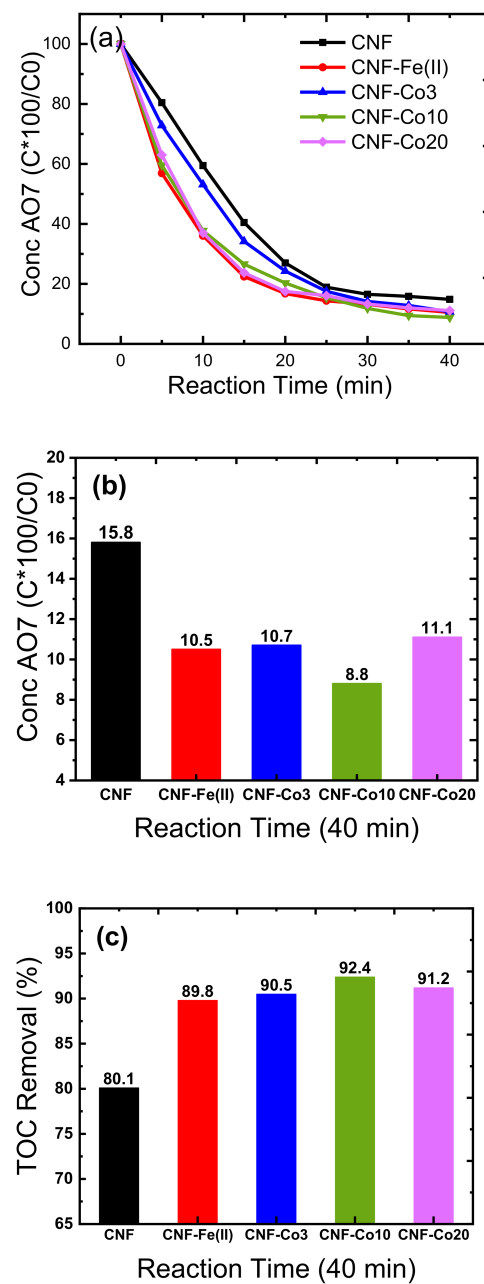 (a)
CNF
CNF-Fe(II)
CNF-Co3
CNF-Co10
CNF-Co20
Conc AO7 (C*100/C0)
100
80
60
40
20
0
0 10 20 30 40
Reaction Time (min)
(b)
Conc AO7 (C*100/C0)
20
18
16
14
12
10
8
6
4
15.8
10.5
10.7
8.8
11.1
CNF CNF-Fe(II) CNF-Co3 CNF-Co10 CNF-Co20
Reaction Time (40 min)
(c)
TOC Removal (%)
100
95
90
85
80
75
70
65
80.1
89.8
90.5
92.4
91.2
CNF CNF-Fe(II) CNF-Co3 CNF-Co10 CNF-Co20
Reaction Time (40 min)